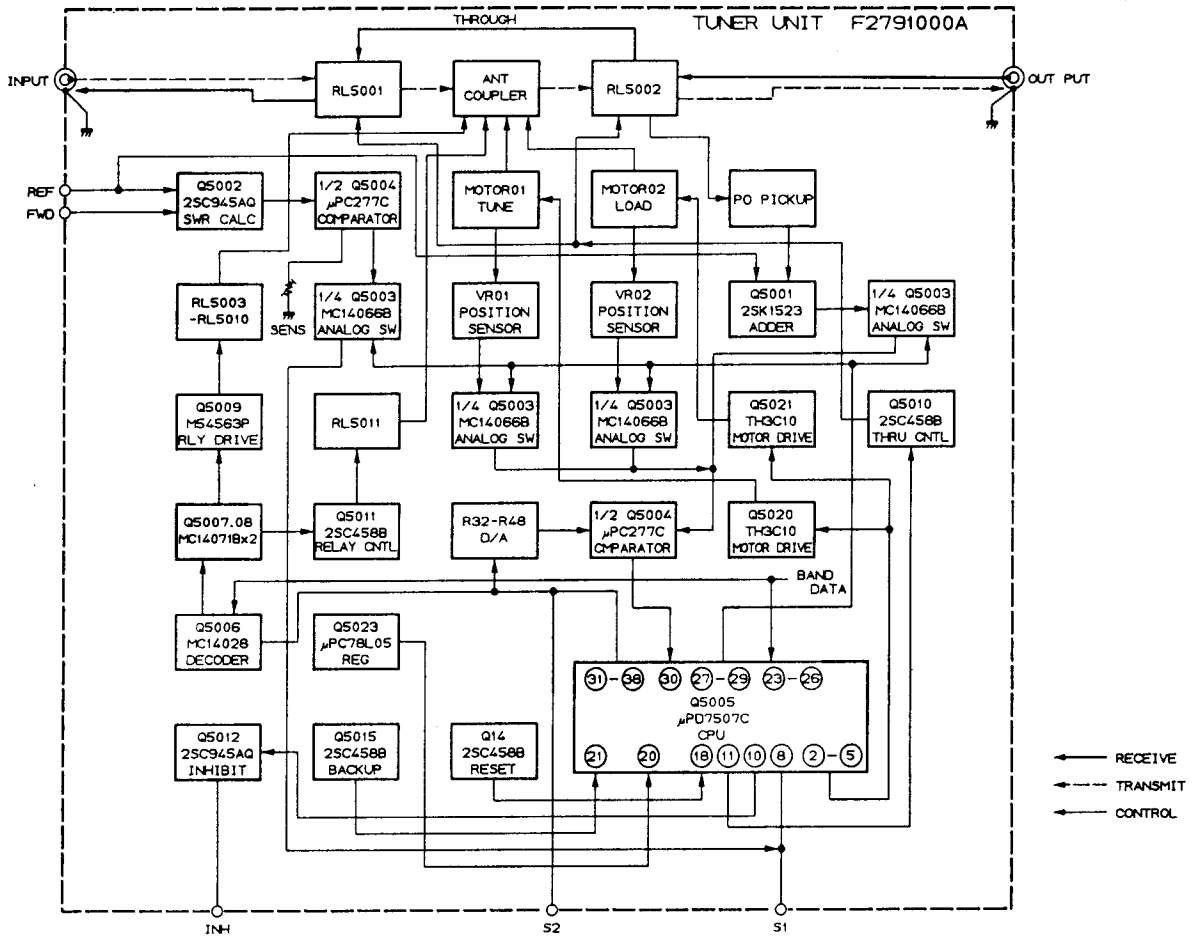 TUNER UNIT F2791000A
THROUGH
INPUT
RL5001
ANT
COUPLER
RL5002
OUT PUT
REF
FWD
Q5002
2SC945AQ
SWR CALC
1/2 Q5004
μPC277C
COMPARATOR
MOTOR01
TUNE
MOTOR02
LOAD
PO PICKUP
RL5003
-RL5010
SENS
1/4 Q5003
MC14066B
ANALOG SW
VR01
POSITION
SENSOR
VR02
POSITION
SENSOR
Q5001
2SK1523
ADDER
1/4 Q5003
MC14066B
ANALOG SW
Q5009
M54563P
RLY DRIVE
RL5011
1/4 Q5003
MC14066B
ANALOG SW
1/4 Q5003
MC14066B
ANALOG SW
Q5021
TH3C10
MOTOR DRIVE
Q5010
2SC458B
THRU CNTL
Q5007.08
MC14071Bx2
Q5011
2SC458B
RELAY CNTL
R32-R48
D/A
1/2 Q5004
μPC277C
CMPARATOR
Q5020
TH3C10
MOTOR DRIVE
BAND
DATA
Q5006
MC14028
DECODER
Q5023
μPC78L05
REG
31-38 30 27-29 23-26
Q5005
μPD7507C
CPU
21 20 18 11 10 8 2-5
Q5012
2SC945AQ
INHIBIT
Q5015
2SC458B
BACKUP
Q14
2SC458B
RESET
RECEIVE
TRANSMIT
CONTROL
INH
S2
S1